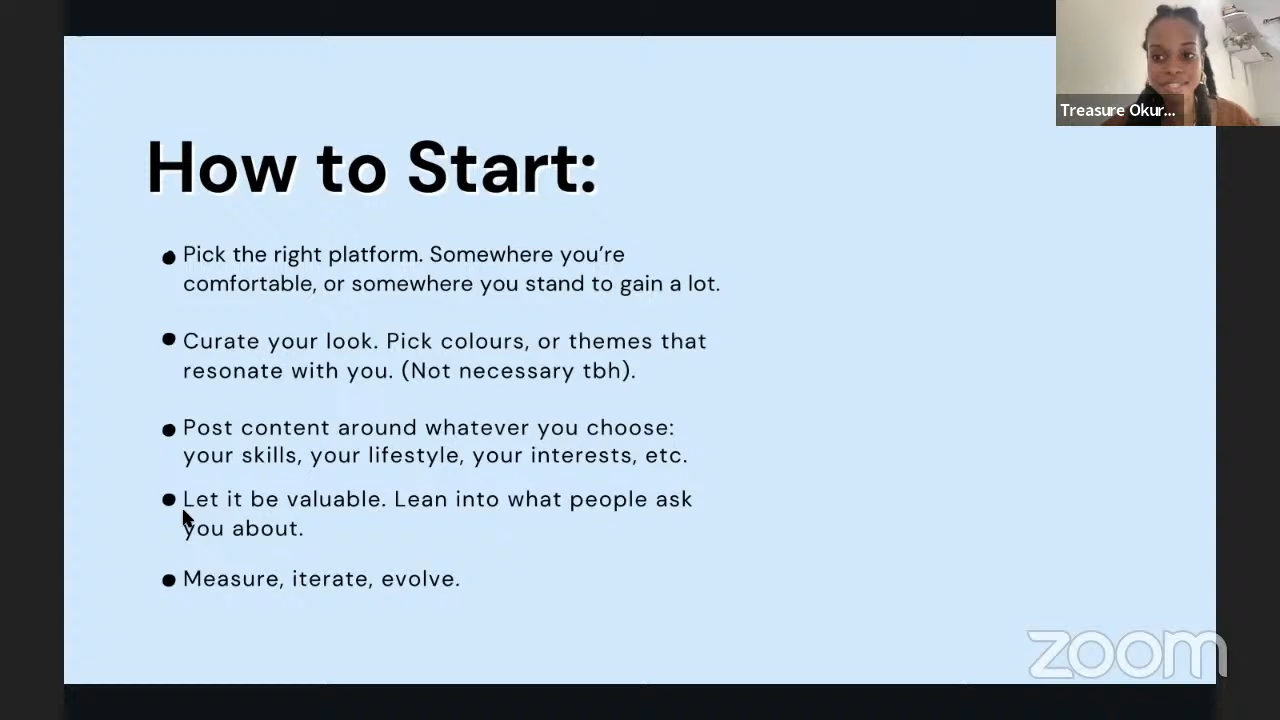 Treasure Okur...
How to Start:
Pick the right platform. Somewhere you’re
comfortable, or somewhere you stand to gain a lot.
Curate your look. Pick colours, or themes that
resonate with you. (Not necessary tbh).
Post content around whatever you choose:
your skills, your lifestyle, your interests, etc.
Let it be valuable. Lean into what people ask
you about.
Measure, iterate, evolve.
zoom